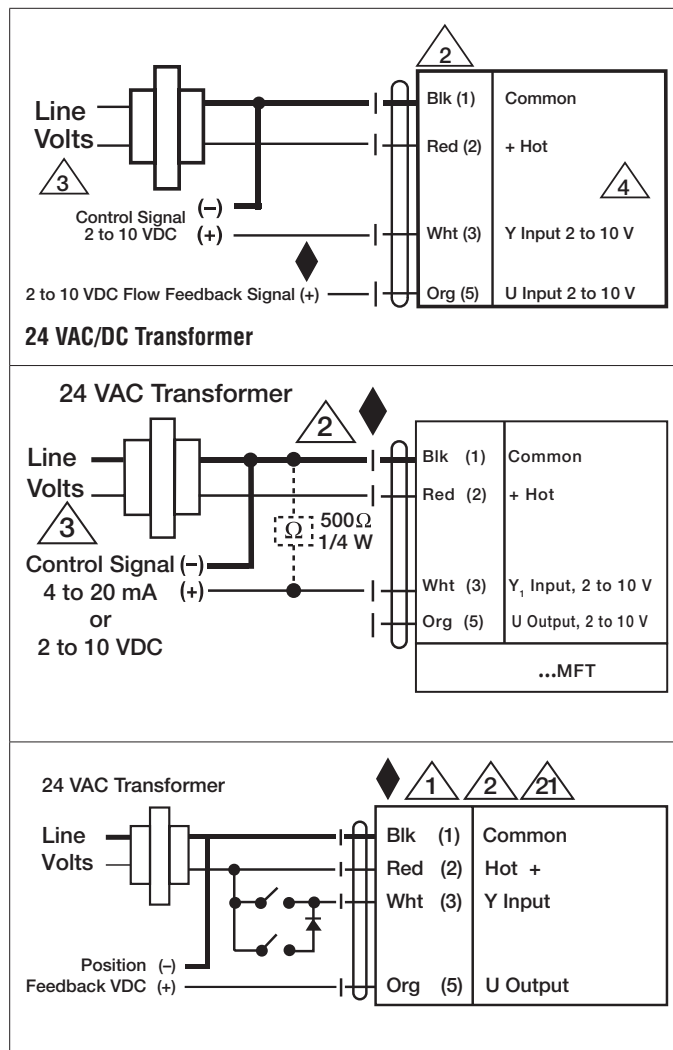 2
Blk (1) Common
Line
Volts
Red (2) + Hot
3
4
Control Signal (–)
2 to 10 VDC (+)
Wht (3) Y Input 2 to 10 V
2 to 10 VDC Flow Feedback Signal (+)
Org (5) U Input 2 to 10 V
24 VAC/DC Transformer
24 VAC Transformer
2
Line
Volts
Blk (1) Common
Red (2) + Hot
3
Ω 500Ω
1/4 W
Control Signal (–)
4 to 20 mA (+)
or
2 to 10 VDC
Wht (3) Y1 Input, 2 to 10 V
Org (5) U Output, 2 to 10 V
...MFT
24 VAC Transformer
1 2 21
Line
Volts
Blk (1) Common
Red (2) Hot +
Wht (3) Y Input
Position (–)
Feedback VDC (+)
Org (5) U Output